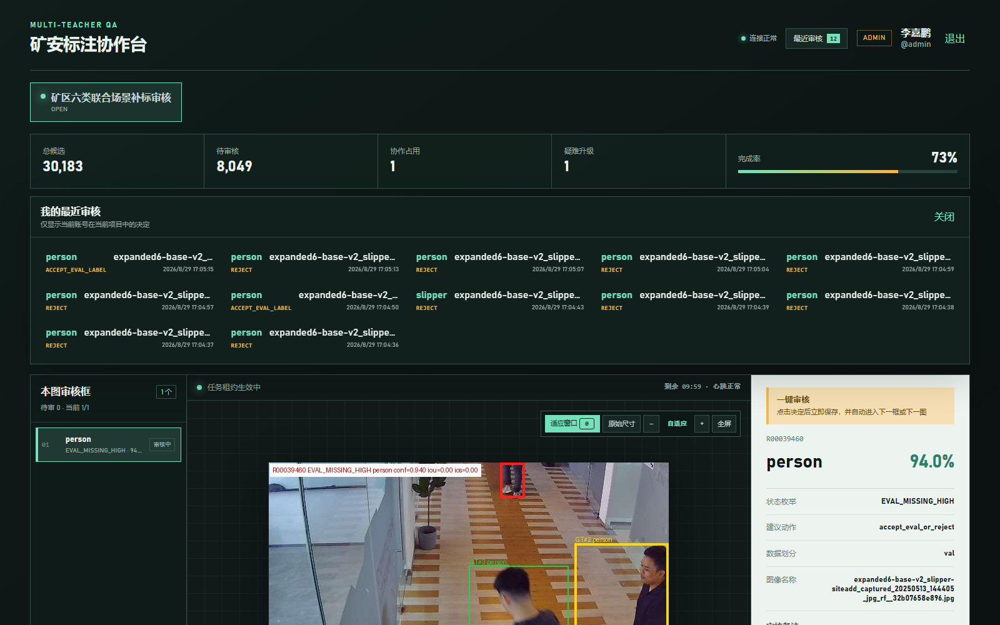 MULTI-TEACHER QA
矿安标注协作台
连接正常
最近审核 12
ADMIN
李嘉鹏
@admin
退出
矿区六类联合场景补标审核
OPEN
总候选
30,183
待审核
8,049
协作占用
1
疑难升级
1
完成率
73%
我的最近审核
仅显示当前账号在当前项目中的决定
关闭
person expanded6-base-v2_...
ACCEPT_EVAL_LABEL 2026/8/29 17:05:15
person expanded6-base-v2_slippe...
REJECT 2026/8/29 17:05:13
person expanded6-base-v2_slippe...
REJECT 2026/8/29 17:05:07
person expanded6-base-v2_slippe...
REJECT 2026/8/29 17:05:04
person expanded6-base-v2_slippe...
REJECT 2026/8/29 17:04:59
person expanded6-base-v2_slippe...
REJECT 2026/8/29 17:04:57
person expanded6-base-v2_...
ACCEPT_EVAL_LABEL 2026/8/29 17:04:50
slipper expanded6-base-v2_slippe...
REJECT 2026/8/29 17:04:43
person expanded6-base-v2_slippe...
REJECT 2026/8/29 17:04:39
person expanded6-base-v2_slippe...
REJECT 2026/8/29 17:04:38
person expanded6-base-v2_slippe...
REJECT 2026/8/29 17:04:37
person expanded6-base-v2_slippe...
REJECT 2026/8/29 17:04:36
本图审核框
1个
待审 0 · 当前 1/1
01
person
EVAL_MISSING_HIGH · 94...
审核中
任务租约生效中
剩余 09:59 · 心跳正常
适应窗口 0
原始尺寸
−
自适应
+
全屏
R00039460 EVAL_MISSING_HIGH person conf=0.940 iou=0.00 ios=0.00
GT#2 person
GT#3 person
一键审核
点击决定后立即保存，并自动进入下一框或下一图
R00039460
person
94.0%
状态枚举
EVAL_MISSING_HIGH
建议动作
accept_eval_or_reject
数据划分
val
图像名称
expanded6-base-v2_slipper-
siteadd_captured_20250513_144405
_jpg_rf__32b07658e896.jpg